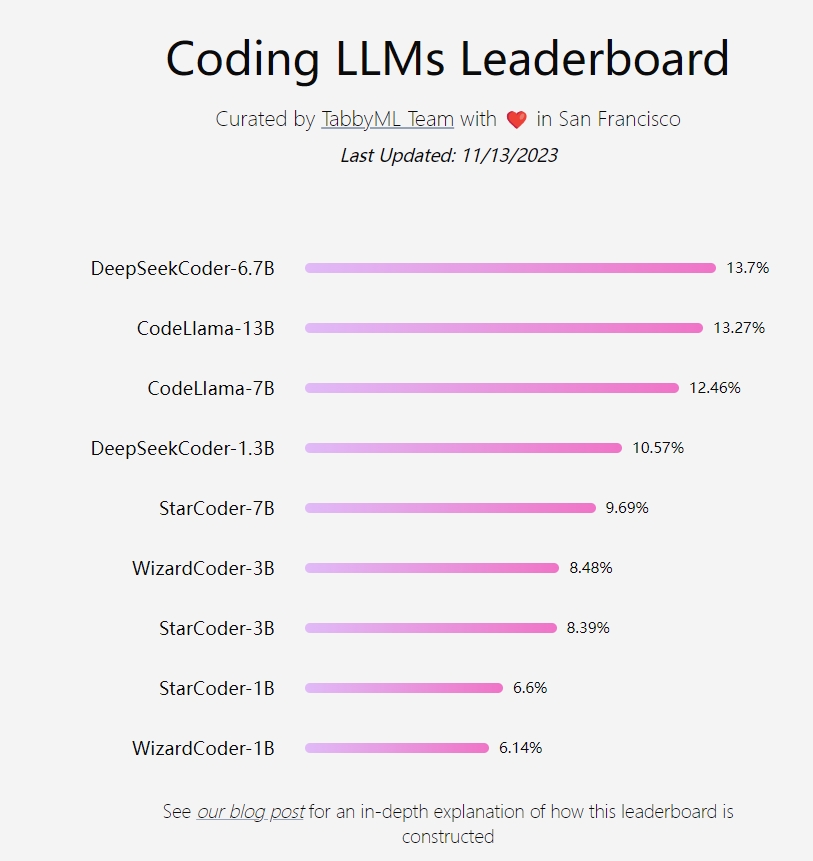 Coding LLMs Leaderboard
Curated by TabbyML Team with ❤️ in San Francisco
Last Updated: 11/13/2023
DeepSeekCoder-6.7B 13.7%
CodeLlama-13B 13.27%
CodeLlama-7B 12.46%
DeepSeekCoder-1.3B 10.57%
StarCoder-7B 9.69%
WizardCoder-3B 8.48%
StarCoder-3B 8.39%
StarCoder-1B 6.6%
WizardCoder-1B 6.14%
See our blog post for an in-depth explanation of how this leaderboard is
constructed